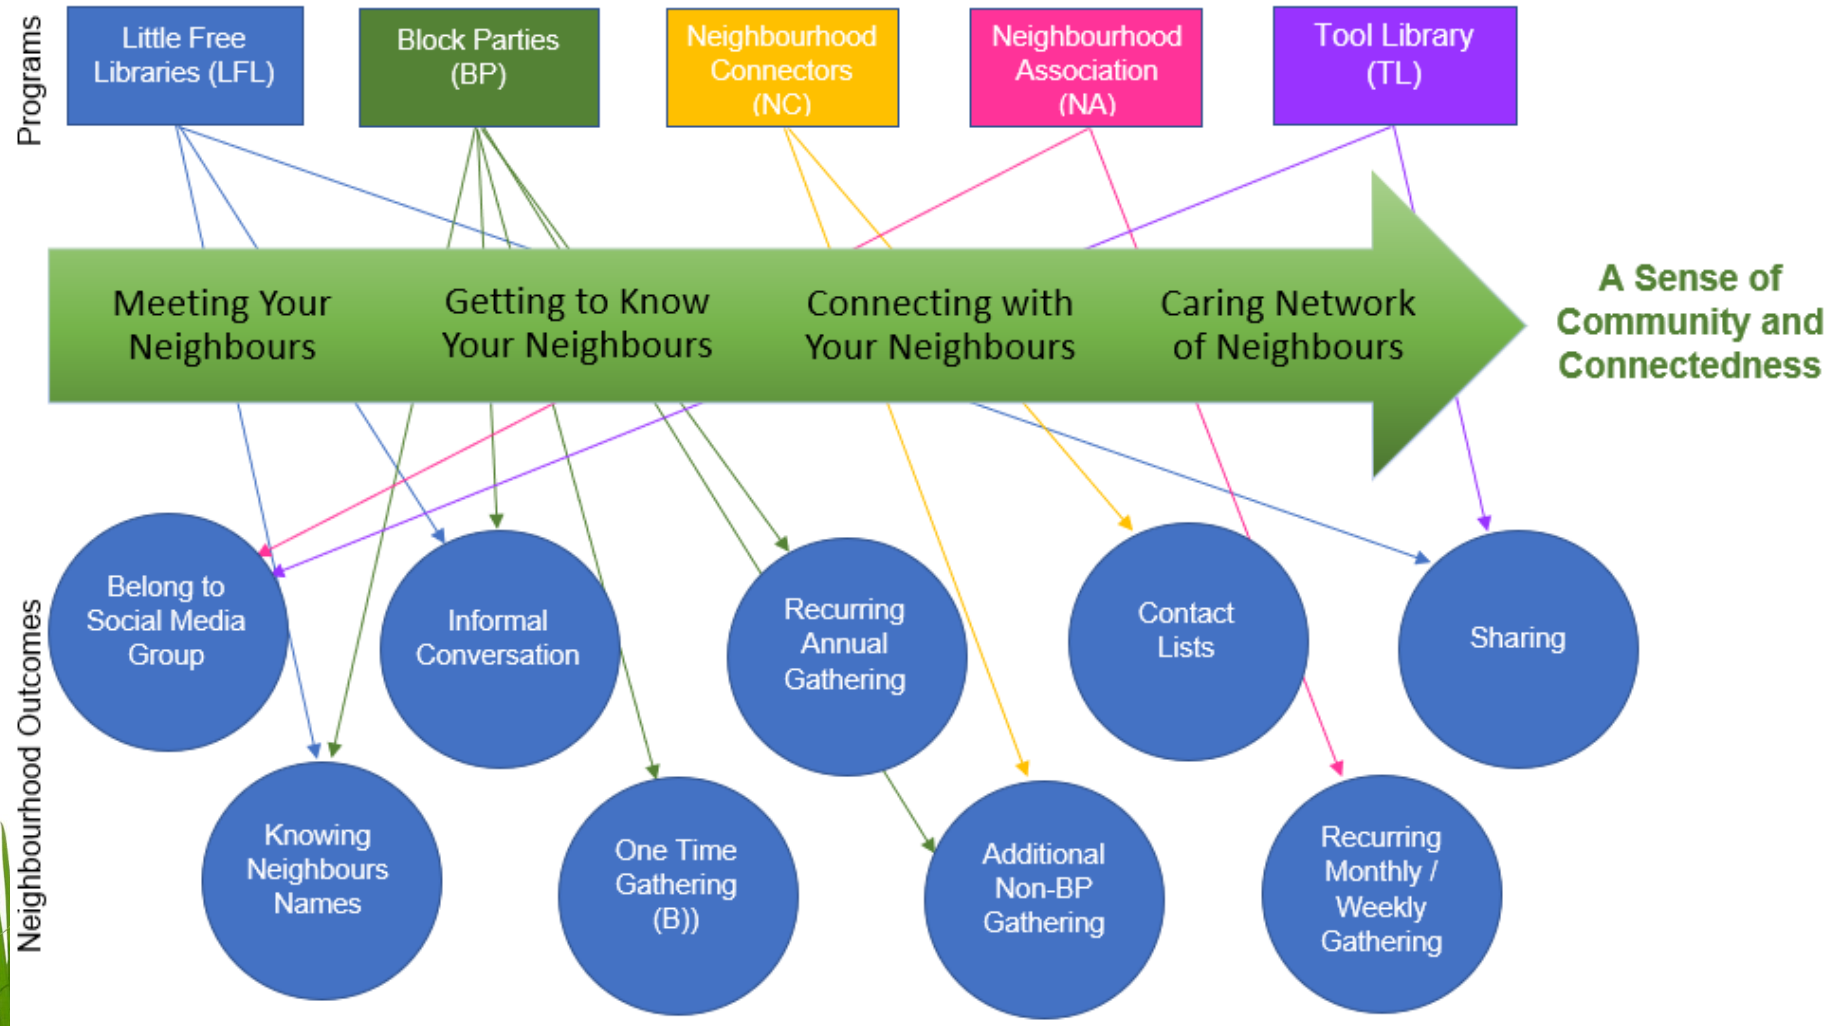 Programs
Little Free
Libraries (LFL)
Block Parties
(BP)
Neighbourhood
Connectors
(NC)
Neighbourhood
Association
(NA)
Tool Library
(TL)
Meeting Your
Neighbours
Getting to Know
Your Neighbours
Connecting with
Your Neighbours
Caring Network
of Neighbours
A Sense of
Community and
Connectedness
Neighbourhood Outcomes
Belong to
Social Media
Group
Informal
Conversation
Recurring
Annual
Gathering
Contact
Lists
Sharing
Knowing
Neighbours
Names
One Time
Gathering
(B))
Additional
Non-BP
Gathering
Recurring
Monthly /
Weekly
Gathering